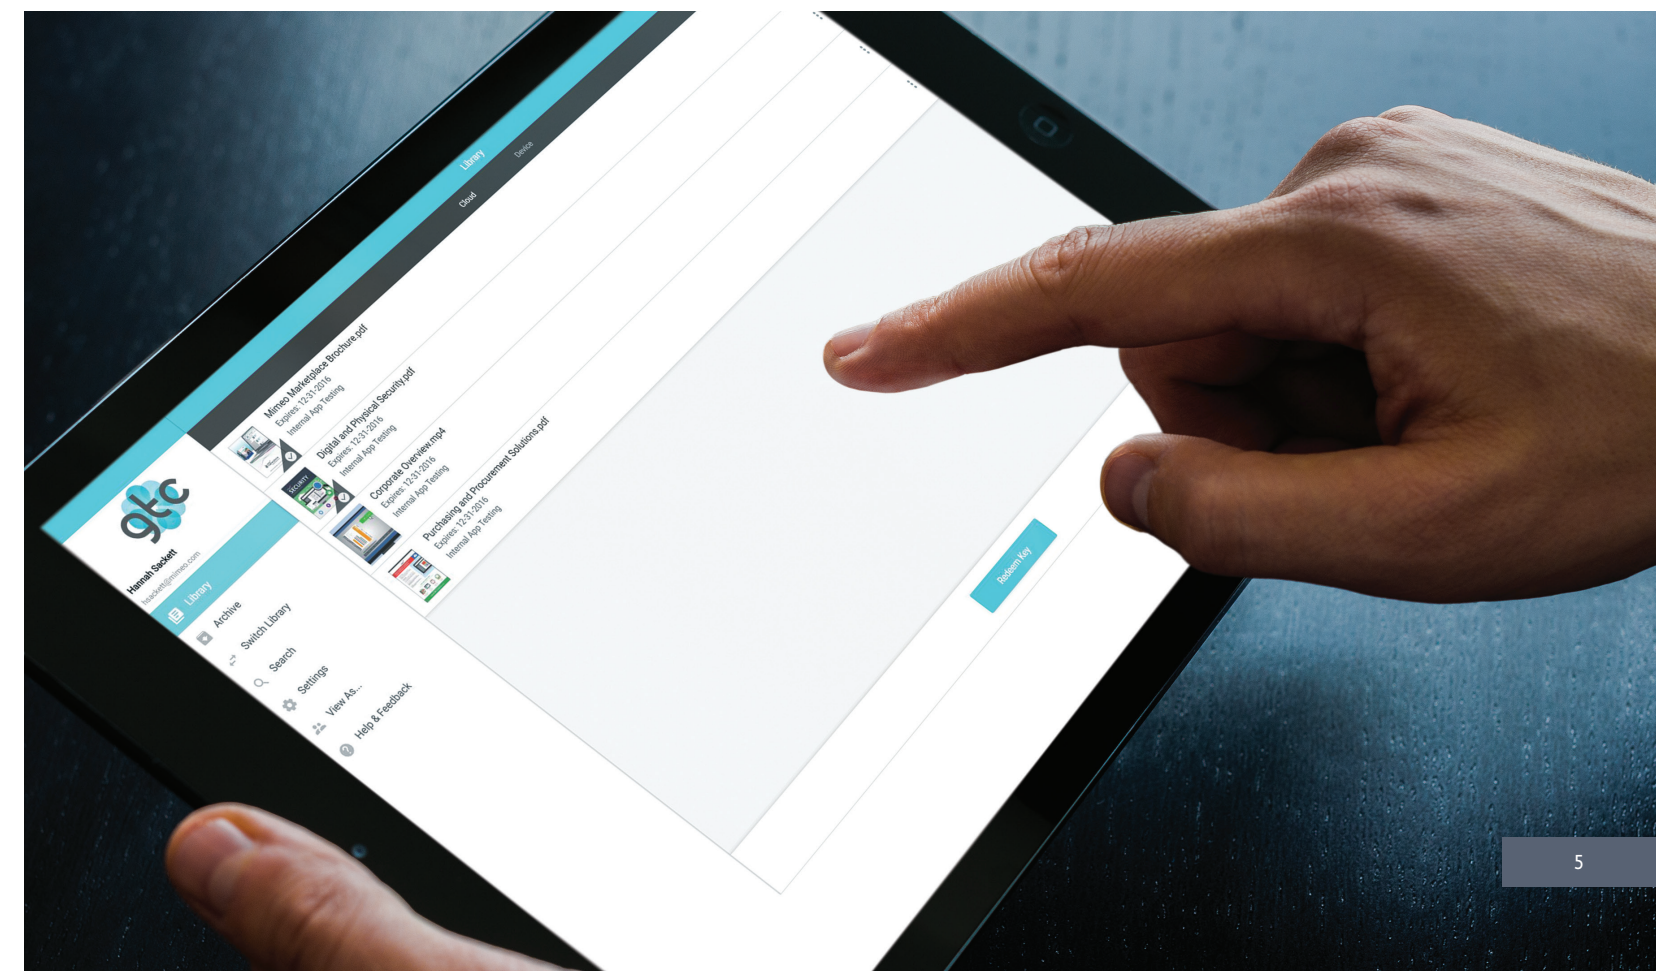 Library
Cloud
Device
gtc
Hannah Sackett
hsackett@mimeo.com
Library
Archive
Switch Library
Search
Settings
View As...
Help & Feedback
Mimeo Marketplace Brochure.pdf
Expires: 12-31-2016
Internal App Testing
SECURITY
Digital and Physical Security.pdf
Expires: 12-31-2016
Internal App Testing
Corporate Overview.mp4
Expires: 12-31-2016
Internal App Testing
Purchasing and Procurement Solutions.pdf
Expires: 12-31-2016
Internal App Testing
Redeem Key
5